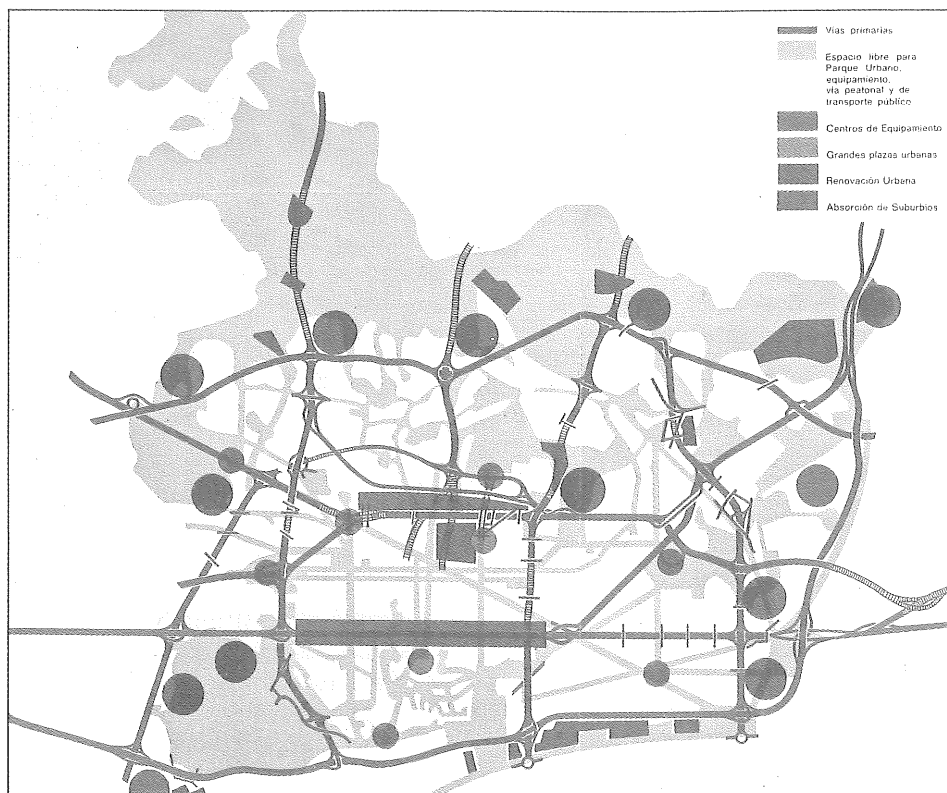 Vías primarias
Espacio libre para
Parque Urbano,
equipamiento,
vía peatonal y de
transporte público
Centros de Equipamiento
Grandes plazas urbanas
Renovación Urbana
Absorción de Suburbios